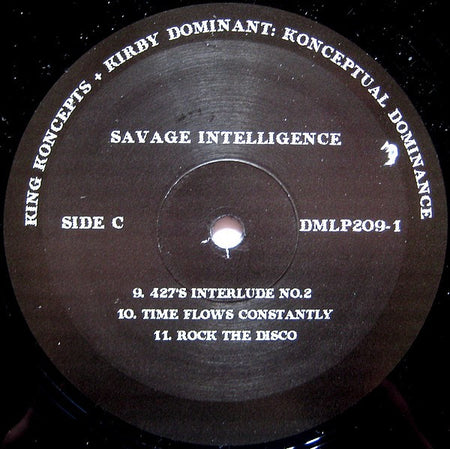 KING KONCEPTS + KIRBY DOMINANT: KONCEPTUAL DOMINANCE
SAVAGE INTELLIGENCE
SIDE C
DMLP209-1
9. 427'S INTERLUDE NO.2
10. TIME FLOWS CONSTANTLY
11. ROCK THE DISCO